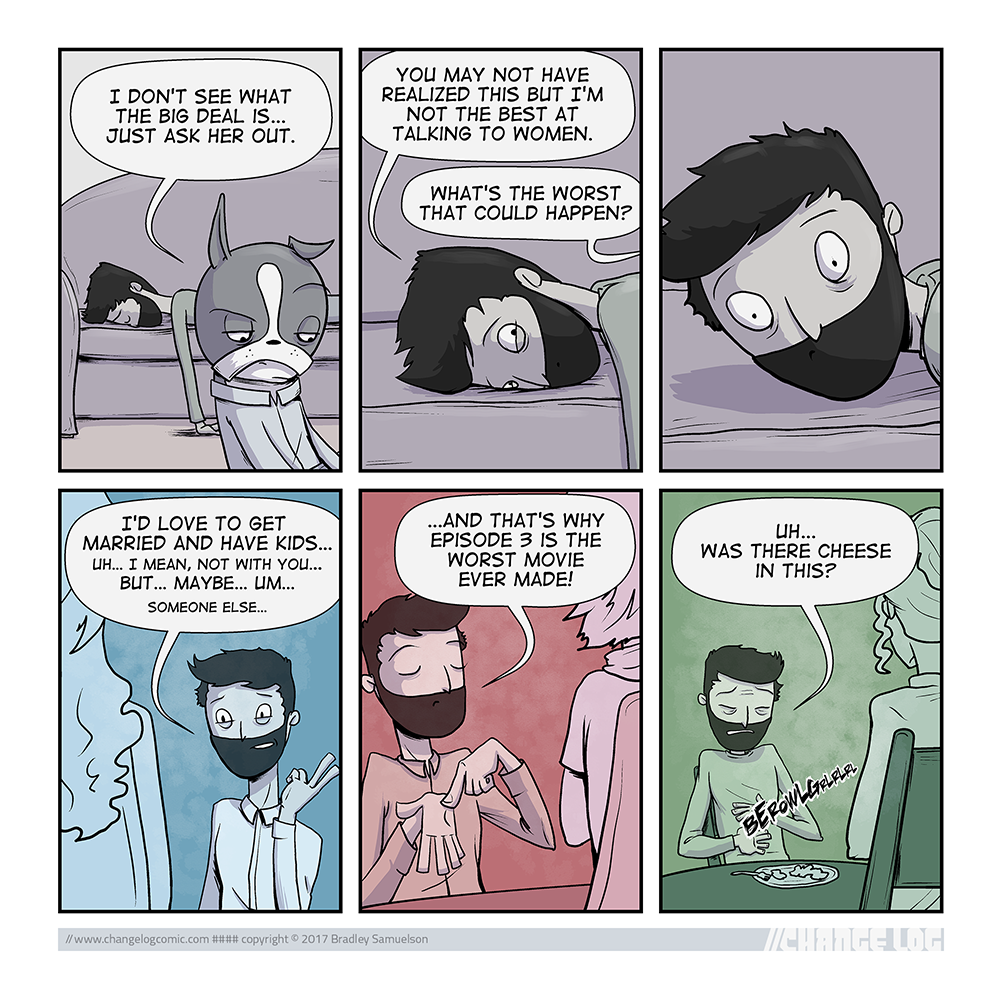 I DON'T SEE WHAT
THE BIG DEAL IS...
JUST ASK HER OUT.
YOU MAY NOT HAVE
REALIZED THIS BUT I'M
NOT THE BEST AT
TALKING TO WOMEN.
WHAT'S THE WORST
THAT COULD HAPPEN?
I'D LOVE TO GET
MARRIED AND HAVE KIDS...
UH... I MEAN, NOT WITH YOU...
BUT... MAYBE... UM...
SOMEONE ELSE...
...AND THAT'S WHY
EPISODE 3 IS THE
WORST MOVIE
EVER MADE!
UH...
WAS THERE CHEESE
IN THIS?
BEROWLGRLRLRL
//www.changelogcomic.com #### copyright © 2017 Bradley Samuelson
//CHANGE LOG